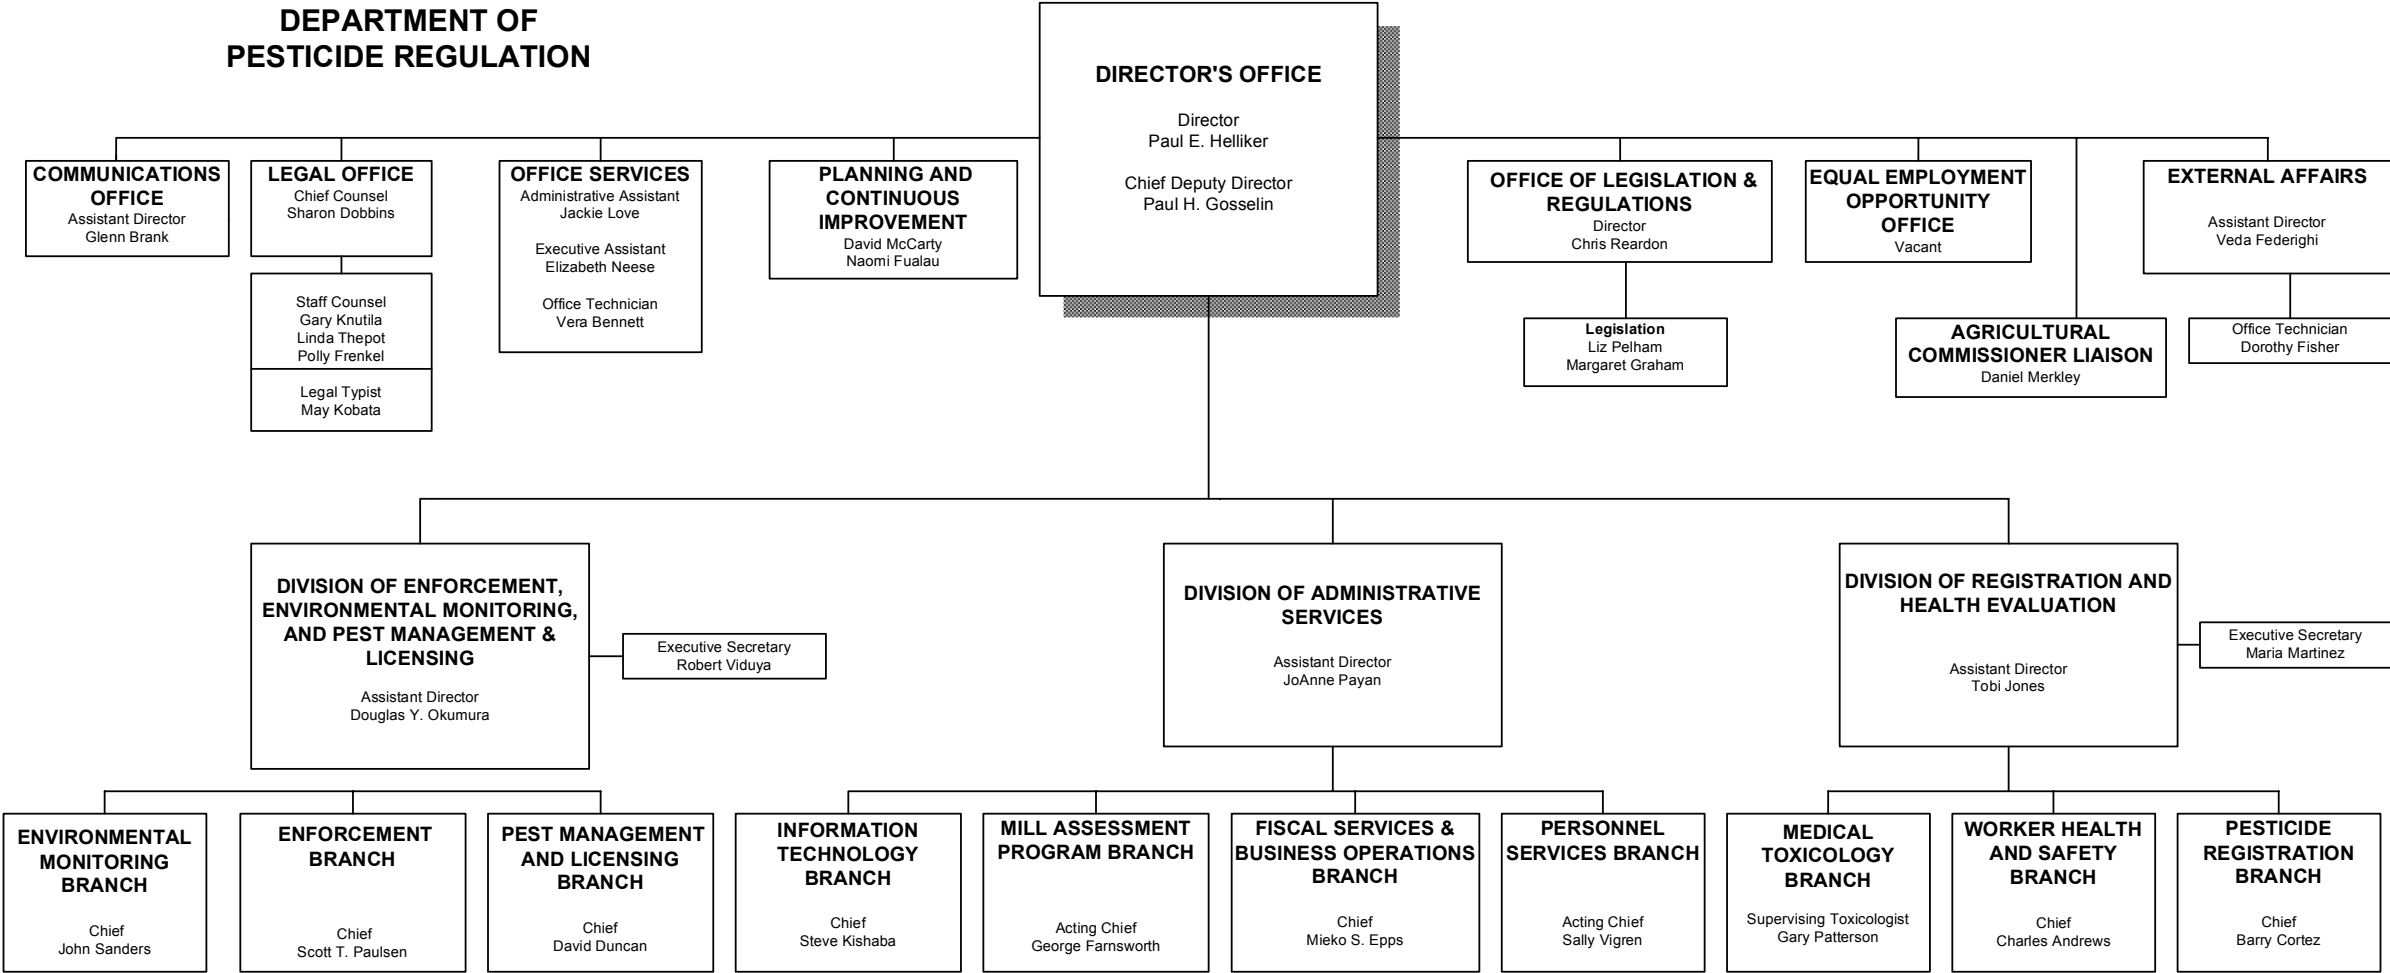 DEPARTMENT OF
PESTICIDE REGULATION
DIRECTOR'S OFFICE
Director
Paul E. Helliker
Chief Deputy Director
Paul H. Gosselin
COMMUNICATIONS
OFFICE
Assistant Director
Glenn Brank
LEGAL OFFICE
Chief Counsel
Sharon Dobbins
Staff Counsel
Gary Knutila
Linda Thepot
Polly Frenkel
Legal Typist
May Kobata
OFFICE SERVICES
Administrative Assistant
Jackie Love
Executive Assistant
Elizabeth Neese
Office Technician
Vera Bennett
PLANNING AND
CONTINUOUS
IMPROVEMENT
David McCarty
Naomi Fualau
OFFICE OF LEGISLATION &
REGULATIONS
Director
Chris Reardon
Legislation
Liz Pelham
Margaret Graham
EQUAL EMPLOYMENT
OPPORTUNITY
OFFICE
Vacant
AGRICULTURAL
COMMISSIONER LIAISON
Daniel Merkley
EXTERNAL AFFAIRS
Assistant Director
Veda Federighi
Office Technician
Dorothy Fisher
DIVISION OF ENFORCEMENT,
ENVIRONMENTAL MONITORING,
AND PEST MANAGEMENT &
LICENSING
Assistant Director
Douglas Y. Okumura
Executive Secretary
Robert Viduya
DIVISION OF ADMINISTRATIVE
SERVICES
Assistant Director
JoAnne Payan
DIVISION OF REGISTRATION AND
HEALTH EVALUATION
Assistant Director
Tobi Jones
Executive Secretary
Maria Martinez
ENVIRONMENTAL
MONITORING
BRANCH
Chief
John Sanders
ENFORCEMENT
BRANCH
Chief
Scott T. Paulsen
PEST MANAGEMENT
AND LICENSING
BRANCH
Chief
David Duncan
INFORMATION
TECHNOLOGY
BRANCH
Chief
Steve Kishaba
MILL ASSESSMENT
PROGRAM BRANCH
Acting Chief
George Farnsworth
FISCAL SERVICES &
BUSINESS OPERATIONS
BRANCH
Chief
Mieko S. Epps
PERSONNEL
SERVICES BRANCH
Acting Chief
Sally Vigren
MEDICAL
TOXICOLOGY
BRANCH
Supervising Toxicologist
Gary Patterson
WORKER HEALTH
AND SAFETY
BRANCH
Chief
Charles Andrews
PESTICIDE
REGISTRATION
BRANCH
Chief
Barry Cortez